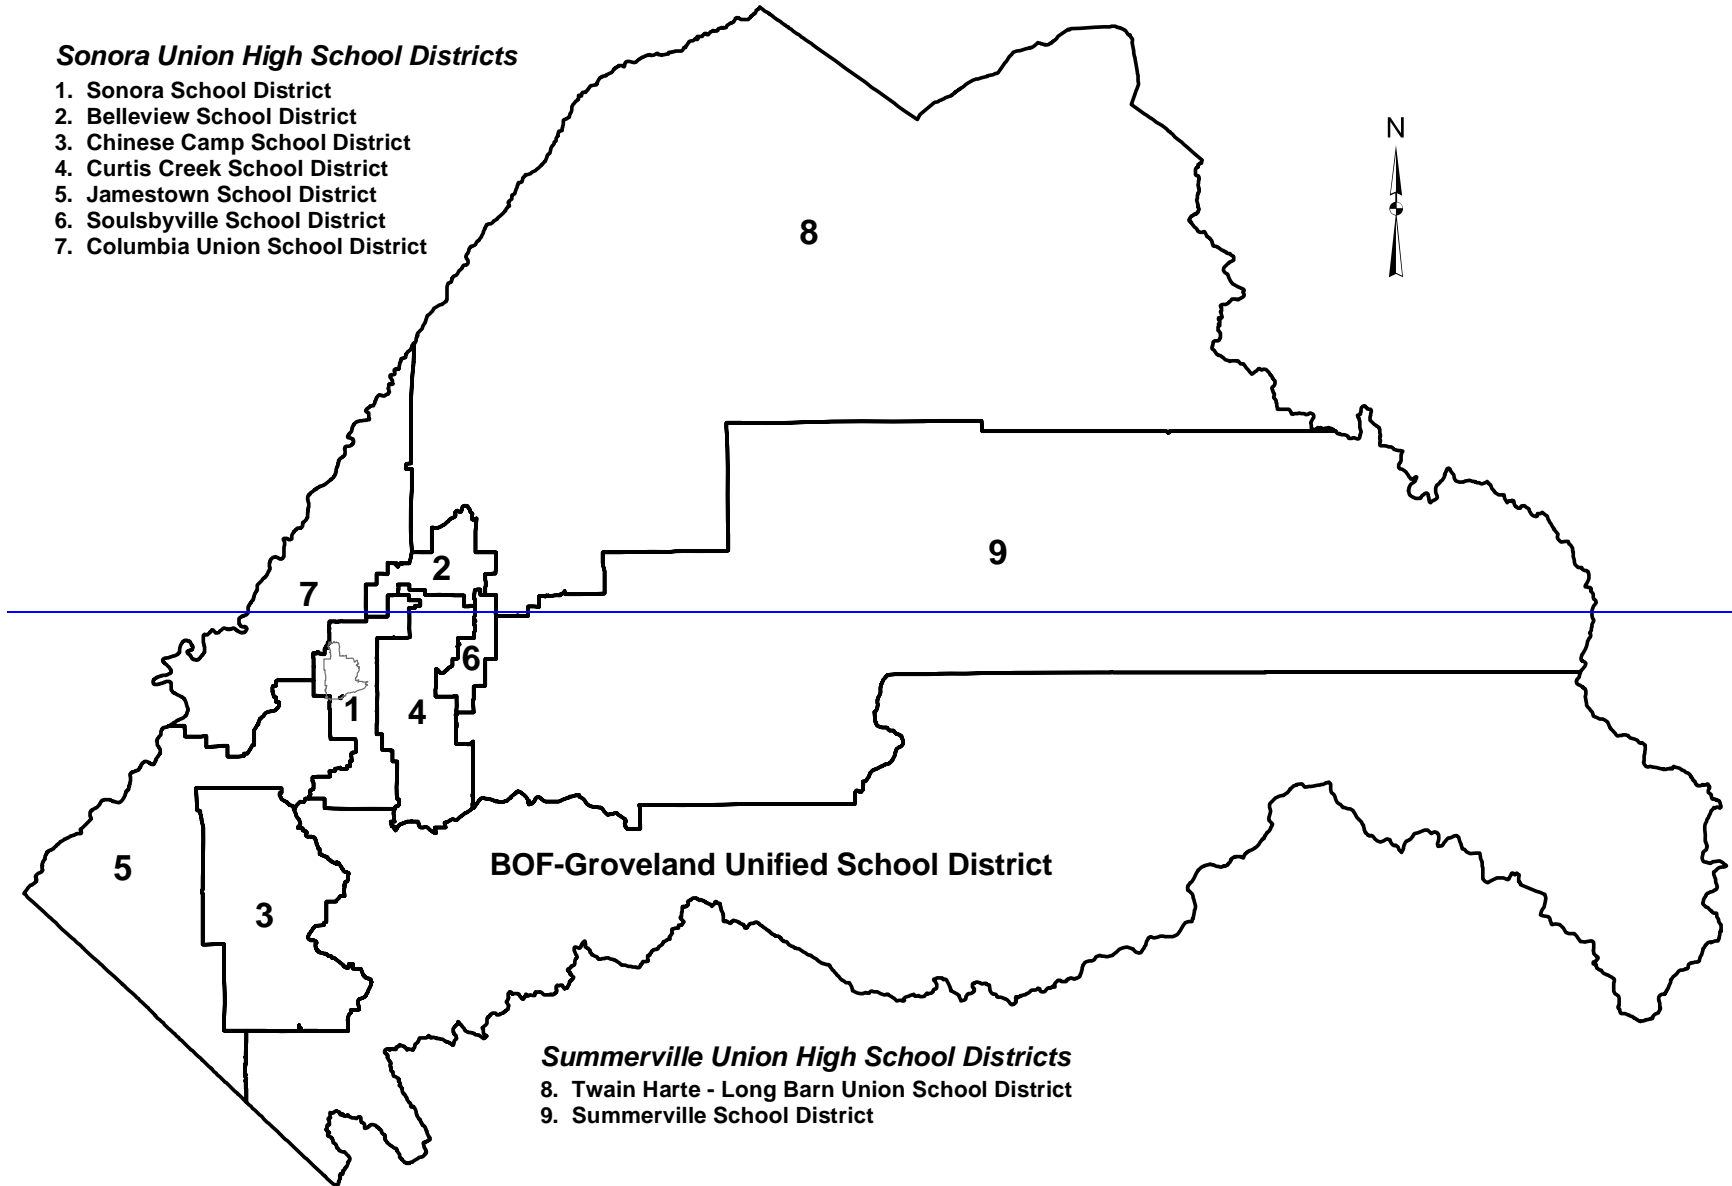 Sonora Union High School Districts
1. Sonora School District
2. Belleview School District
3. Chinese Camp School District
4. Curtis Creek School District
5. Jamestown School District
6. Soulsbyville School District
7. Columbia Union School District
N
8
9
2
7
6
1
4
BOF-Groveland Unified School District
5
3
Summerville Union High School Districts
8. Twain Harte - Long Barn Union School District
9. Summerville School District